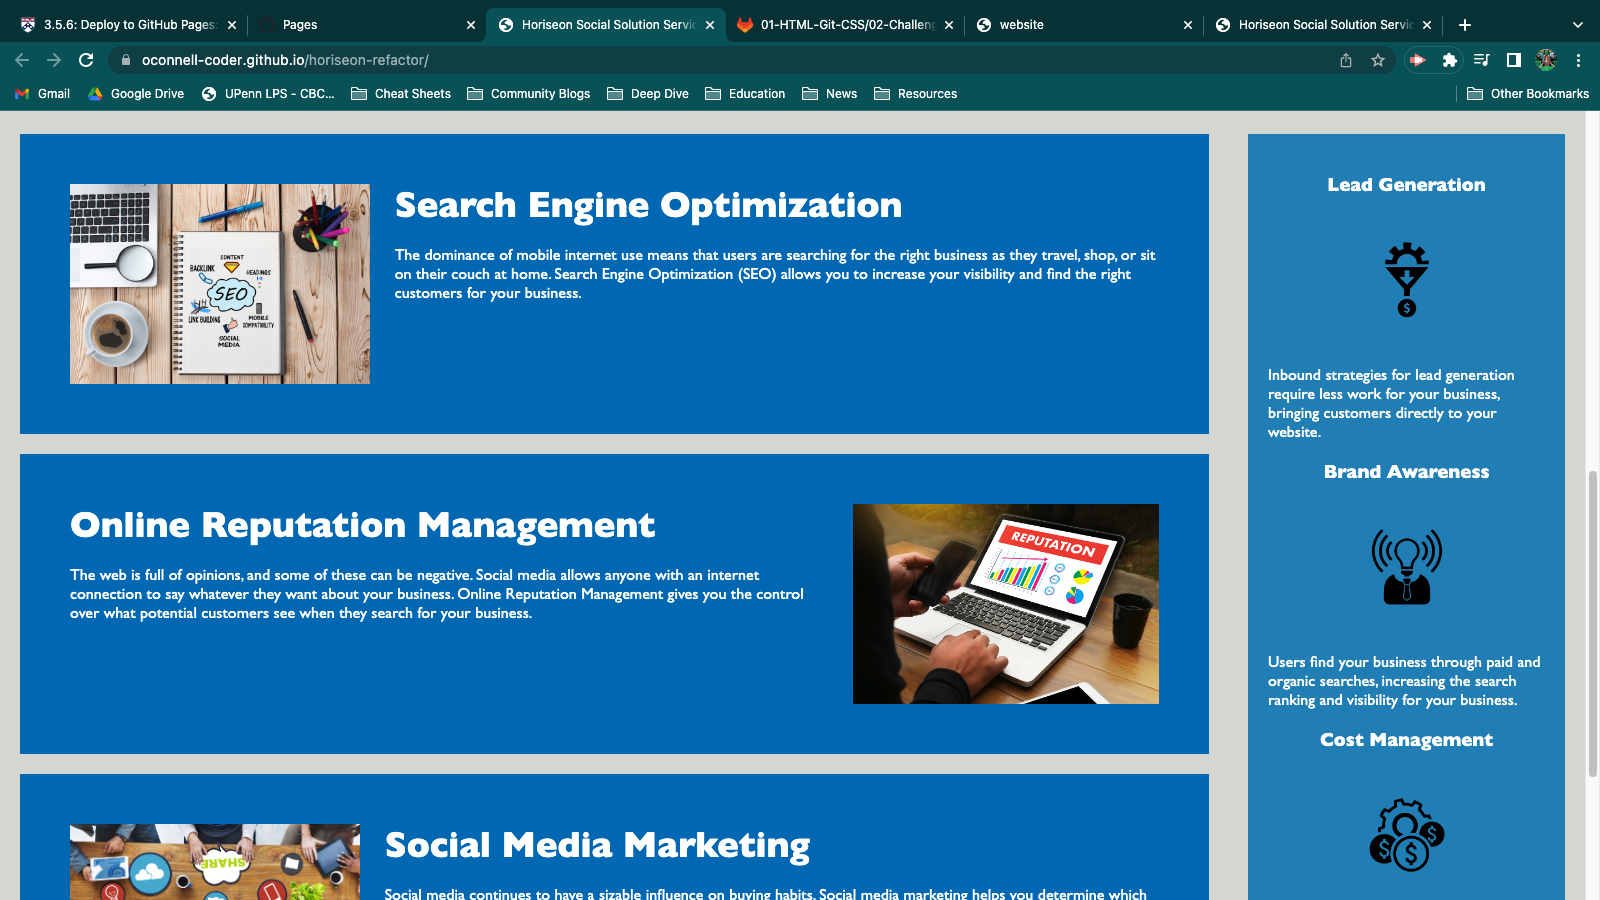 3.5.6: Deploy to GitHub Pages:
Pages
Horiseon Social Solution Servic
01-HTML-Git-CSS/02-Challeng
website
Horiseon Social Solution Servic
oconnell-coder.github.io/horiseon-refactor/
Gmail
Google Drive
UPenn LPS - CBC...
Cheat Sheets
Community Blogs
Deep Dive
Education
News
Resources
Other Bookmarks
CONTENT
BACKLINK
HEADINGS
SEO
LINK BUILDING
MOBILE
COMPATIBILITY
SOCIAL
MEDIA
Search Engine Optimization
The dominance of mobile internet use means that users are searching for the right business as they travel, shop, or sit
on their couch at home. Search Engine Optimization (SEO) allows you to increase your visibility and find the right
customers for your business.
Online Reputation Management
The web is full of opinions, and some of these can be negative. Social media allows anyone with an internet
connection to say whatever they want about your business. Online Reputation Management gives you the control
over what potential customers see when they search for your business.
REPUTATION
SHARE
Social Media Marketing
Social media continues to have a sizable influence on buying habits. Social media marketing helps you determine which
Lead Generation
$
Inbound strategies for lead generation
require less work for your business,
bringing customers directly to your
website.
Brand Awareness
Users find your business through paid and
organic searches, increasing the search
ranking and visibility for your business.
Cost Management
$
$
$